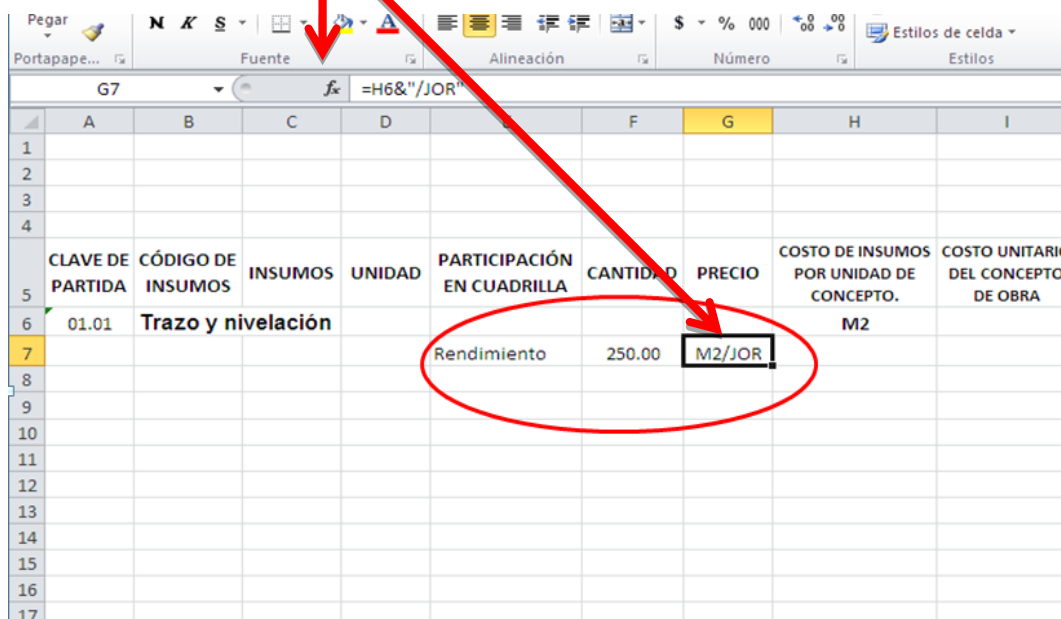 Pegar
N K S
A
$ % 000
Estilos de celda
Portapape... Fuente Alineación Número Estilos
G7 fx =H6&"/JOR"
A B C D F G H I
1
2
3
4
CLAVE DE PARTIDA CÓDIGO DE INSUMOS INSUMOS UNIDAD PARTICIPACIÓN EN CUADRILLA CANTIDAD PRECIO COSTO DE INSUMOS POR UNIDAD DE CONCEPTO. COSTO UNITARIO DEL CONCEPTO DE OBRA
5
6 01.01 Trazo y nivelación M2
7 Rendimiento 250.00 M2/JOR
8
9
10
11
12
13
14
15
16
17